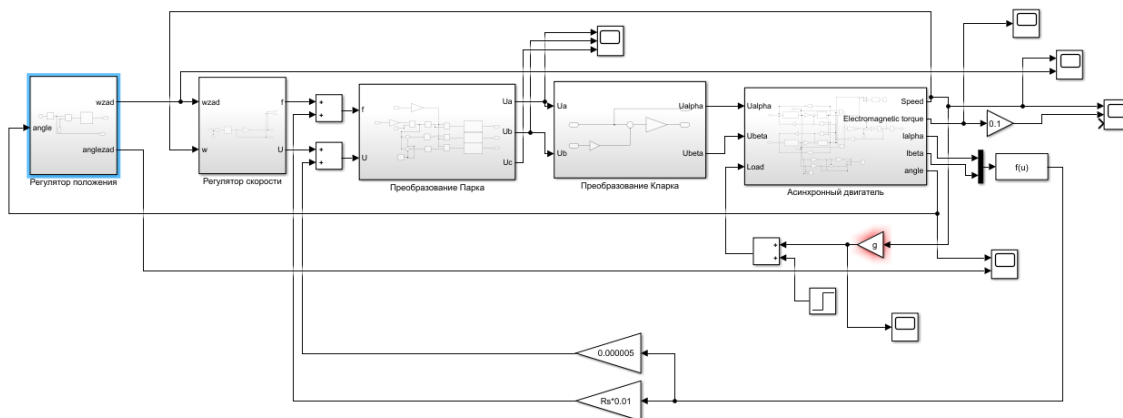 wzad
angle
anglezad
Регулятор положения
wzad
f
w
U
Регулятор скорости
+
+
+
+
f
Ua
Ub
U
Uc
Преобразование Парка
Ua
Ualpha
Ub
Ubeta
Преобразование Кларка
Ualpha
Speed
Electromagnetic torque
Ubeta
Ialpha
Ibeta
Load
angle
Асинхронный двигатель
0.1
f(u)
g
+
+
0.000005
Rs*0.01